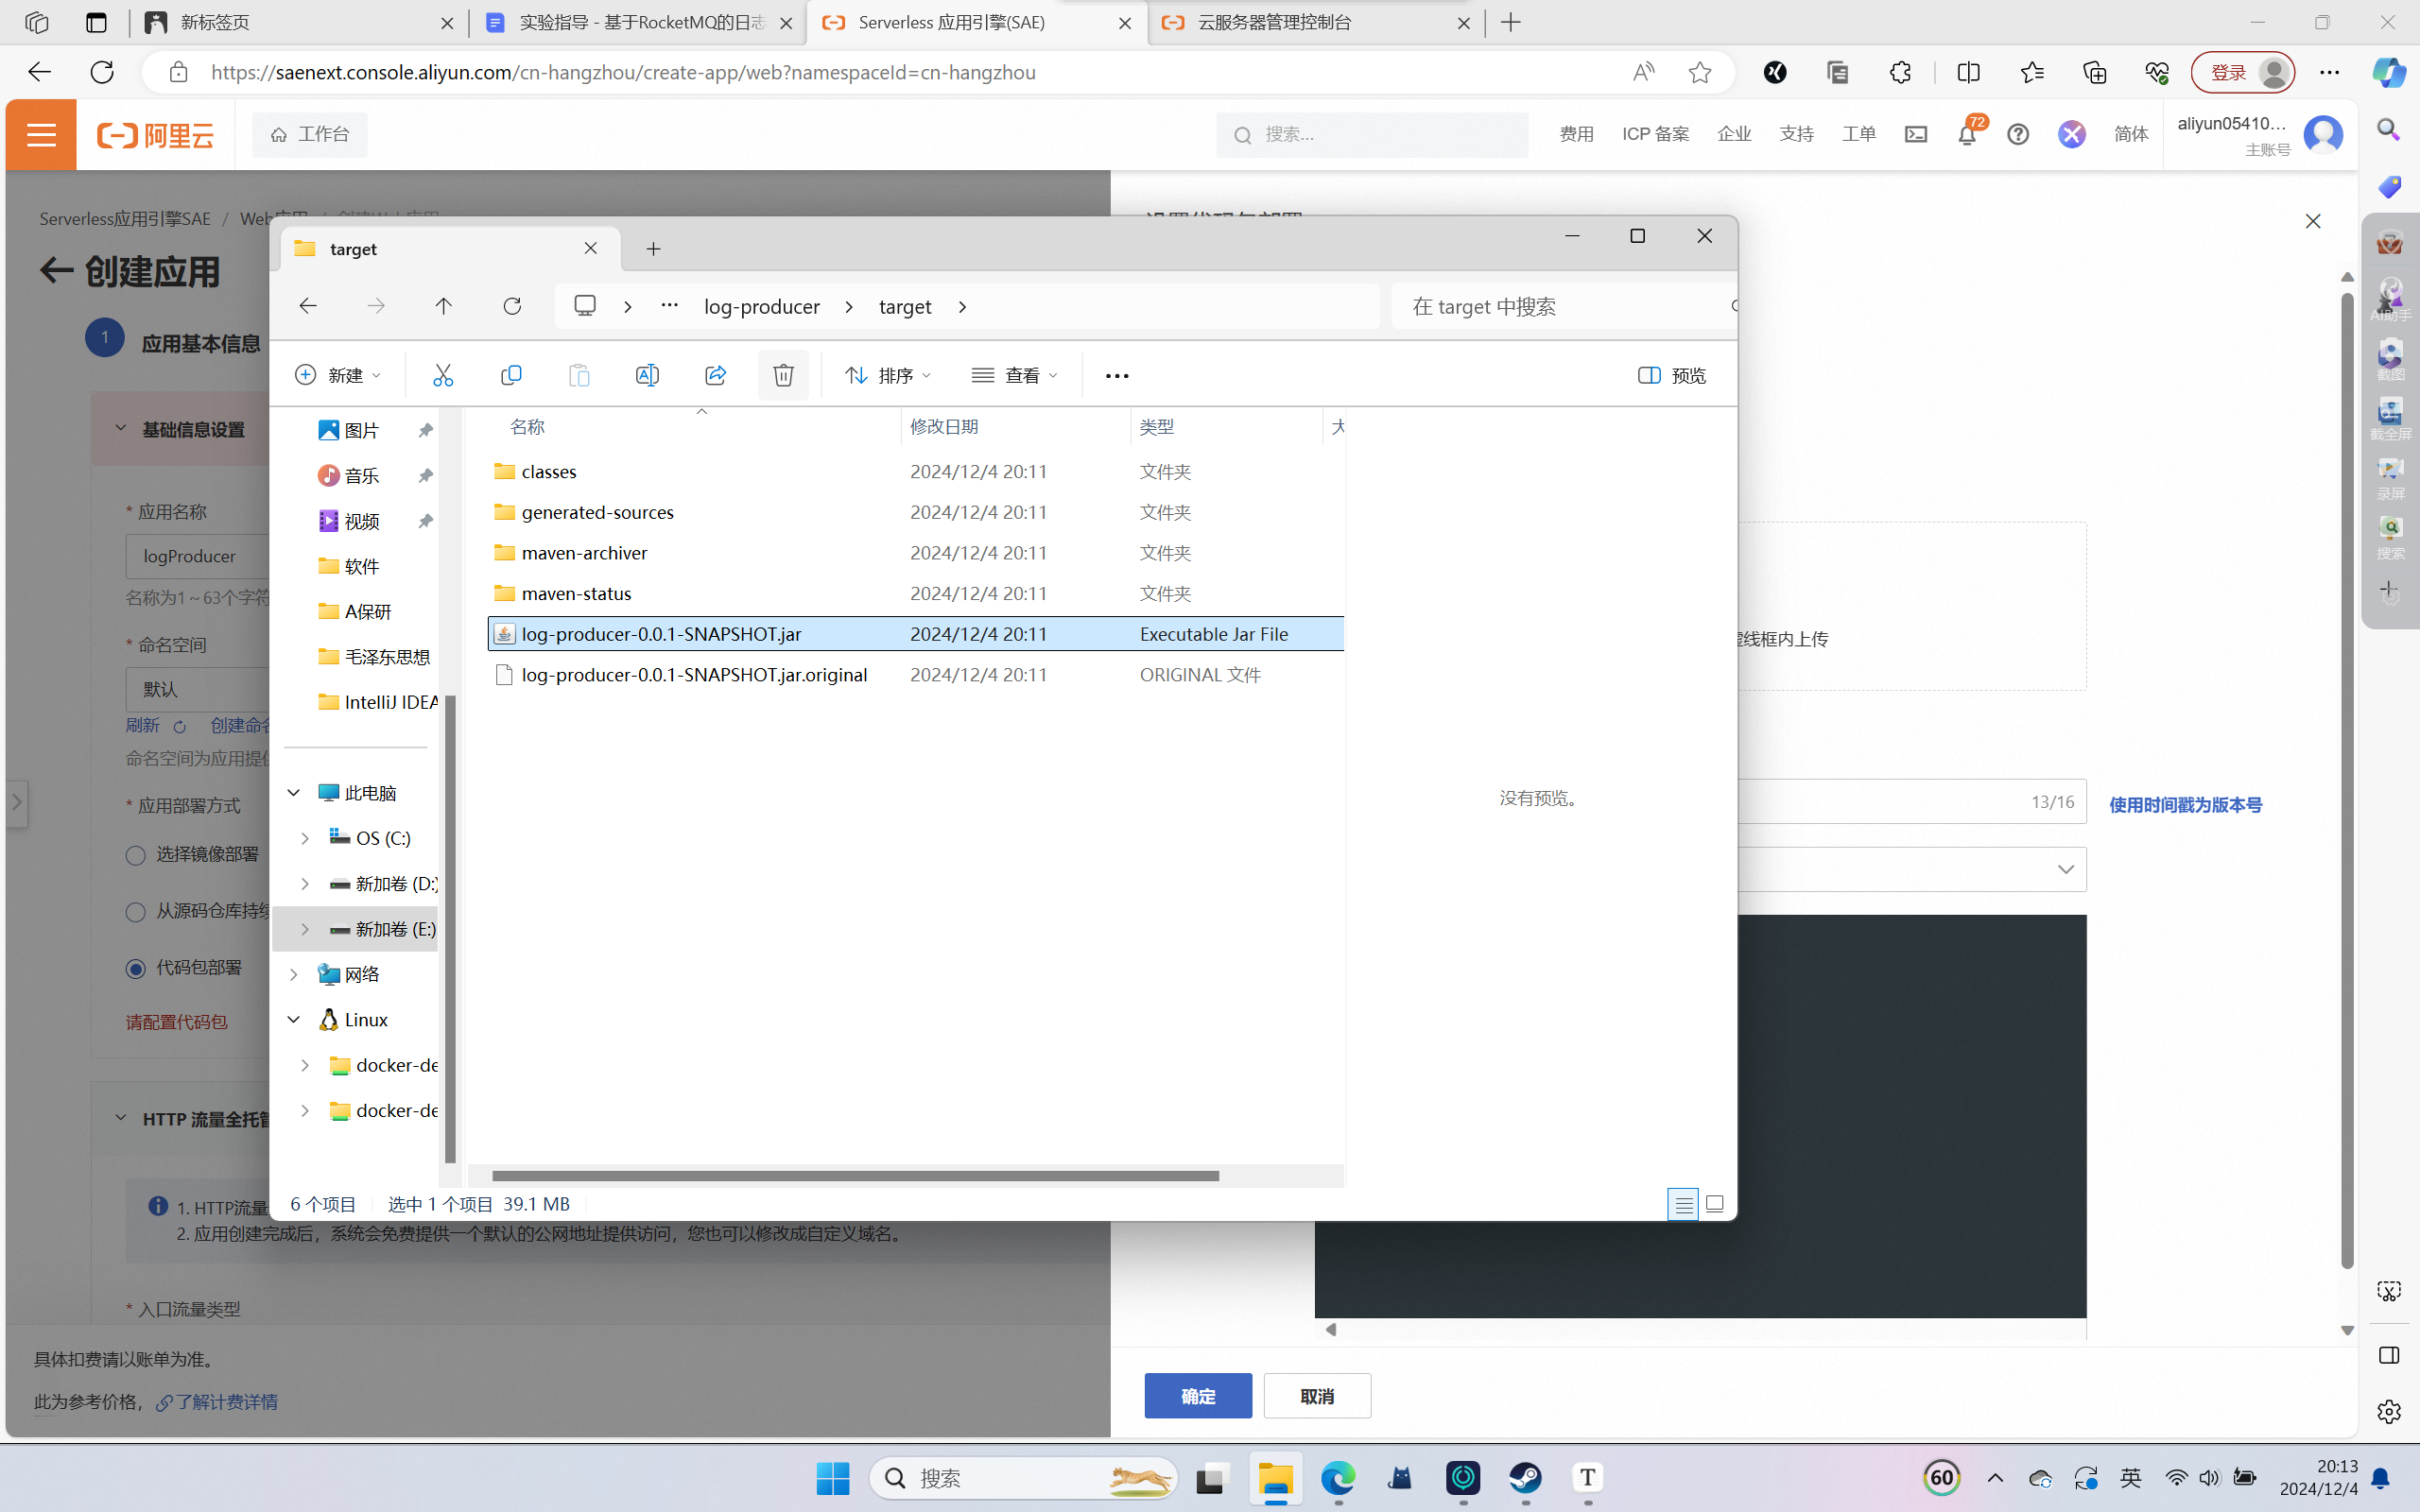 新标签页
实验指导 - 基于RocketMQ的日志
Serverless 应用引擎(SAE)
云服务器管理控制台
https://saenext.console.aliyun.com/cn-hangzhou/create-app/web?namespaceId=cn-hangzhou
登录
阿里云
工作台
搜索...
费用
ICP 备案
企业
支持
工单
72
简体
aliyun05410...
主账号
Serverless应用引擎SAE / Web应用 / 创建Web应用
创建应用
1
应用基本信息
基础信息设置
* 应用名称
logProducer
名称为1~63个字符
* 命名空间
默认
刷新
创建命名
命名空间为应用提供
* 应用部署方式
选择镜像部署
从源码仓库持续
代码包部署
请配置代码包
HTTP 流量全托管
1. HTTP流量
2. 应用创建完成后，系统会免费提供一个默认的公网地址提供访问，您也可以修改成自定义域名。
* 入口流量类型
具体扣费请以账单为准。
此为参考价格，
了解计费详情
设置代码包部署
虚线框内上传
13/16
使用时间戳为版本号
确定
取消
target
log-producer
target
在 target 中搜索
新建
排序
查看
预览
图片
音乐
视频
软件
A保研
毛泽东思想
IntelliJ IDEA
此电脑
OS (C:)
新加卷 (D:)
新加卷 (E:)
网络
Linux
docker-de
docker-de
名称
修改日期
类型
大
classes
2024/12/4 20:11
文件夹
generated-sources
2024/12/4 20:11
文件夹
maven-archiver
2024/12/4 20:11
文件夹
maven-status
2024/12/4 20:11
文件夹
log-producer-0.0.1-SNAPSHOT.jar
2024/12/4 20:11
Executable Jar File
log-producer-0.0.1-SNAPSHOT.jar.original
2024/12/4 20:11
ORIGINAL 文件
没有预览。
6 个项目
选中 1 个项目 39.1 MB
AI助手
截图
截全屏
录屏
搜索
搜索
T
60
英
20:13
2024/12/4